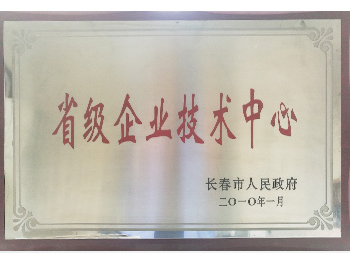 省级企业技术中心
长春市人民政府
二〇一〇年一月